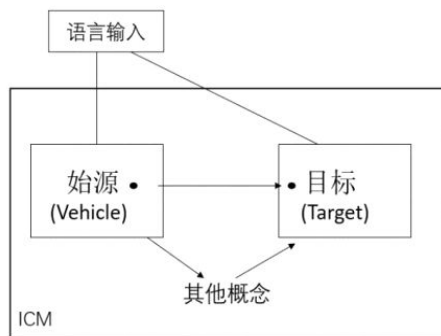 语言输入
始源
(Vehicle)
目标
(Target)
其他概念
ICM